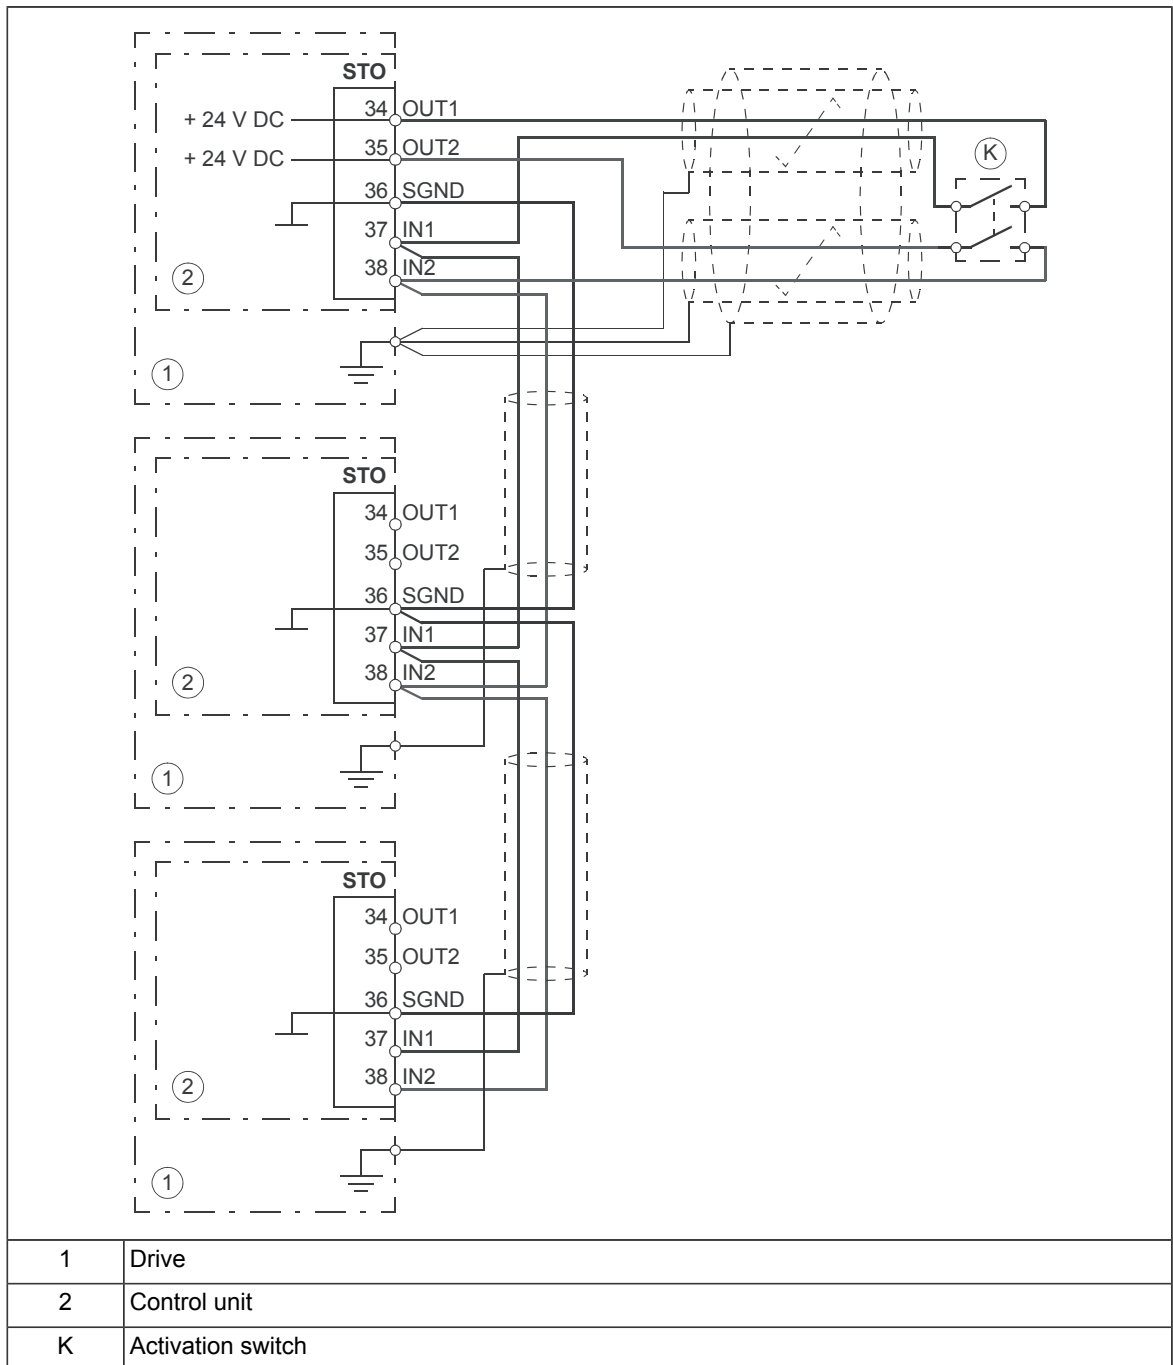 STO
+ 24 V DC
34 OUT1
+ 24 V DC
35 OUT2
K
36 SGND
37 IN1
38 IN2
2
1
STO
34 OUT1
35 OUT2
36 SGND
37 IN1
38 IN2
2
1
STO
34 OUT1
35 OUT2
36 SGND
37 IN1
38 IN2
2
1
1 Drive
2 Control unit
K Activation switch